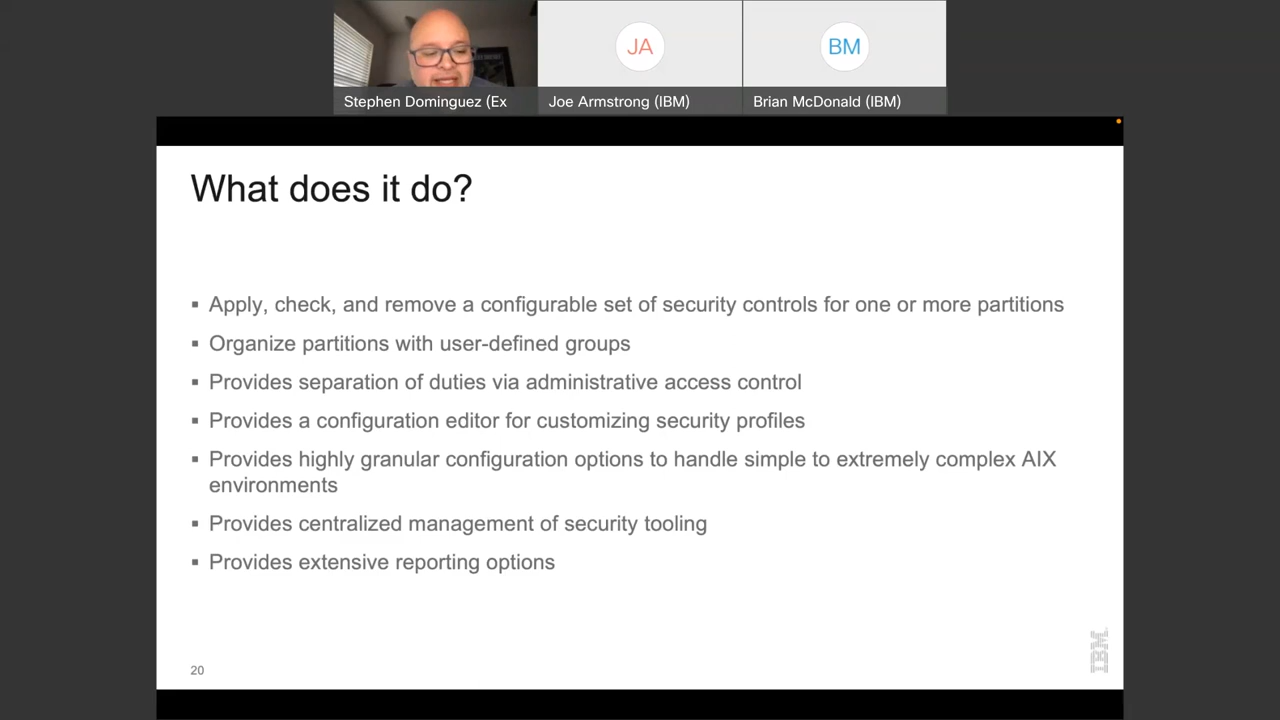 JA
BM
Stephen Dominguez (Ex
Joe Armstrong (IBM)
Brian McDonald (IBM)
What does it do?
▪ Apply, check, and remove a configurable set of security controls for one or more partitions
▪ Organize partitions with user-defined groups
▪ Provides separation of duties via administrative access control
▪ Provides a configuration editor for customizing security profiles
▪ Provides highly granular configuration options to handle simple to extremely complex AIX
environments
▪ Provides centralized management of security tooling
▪ Provides extensive reporting options
20
IBM